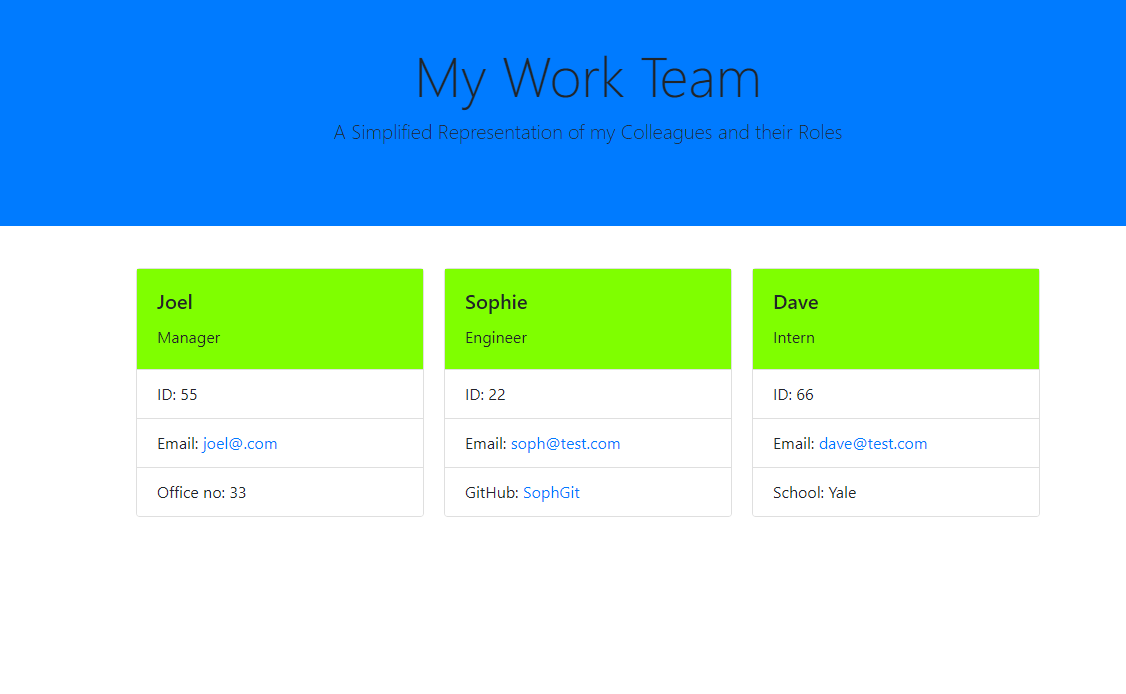 My Work Team
A Simplified Representation of my Colleagues and their Roles
Joel
Manager
ID: 55
Email: joel@.com
Office no: 33
Sophie
Engineer
ID: 22
Email: soph@test.com
GitHub: SophGit
Dave
Intern
ID: 66
Email: dave@test.com
School: Yale